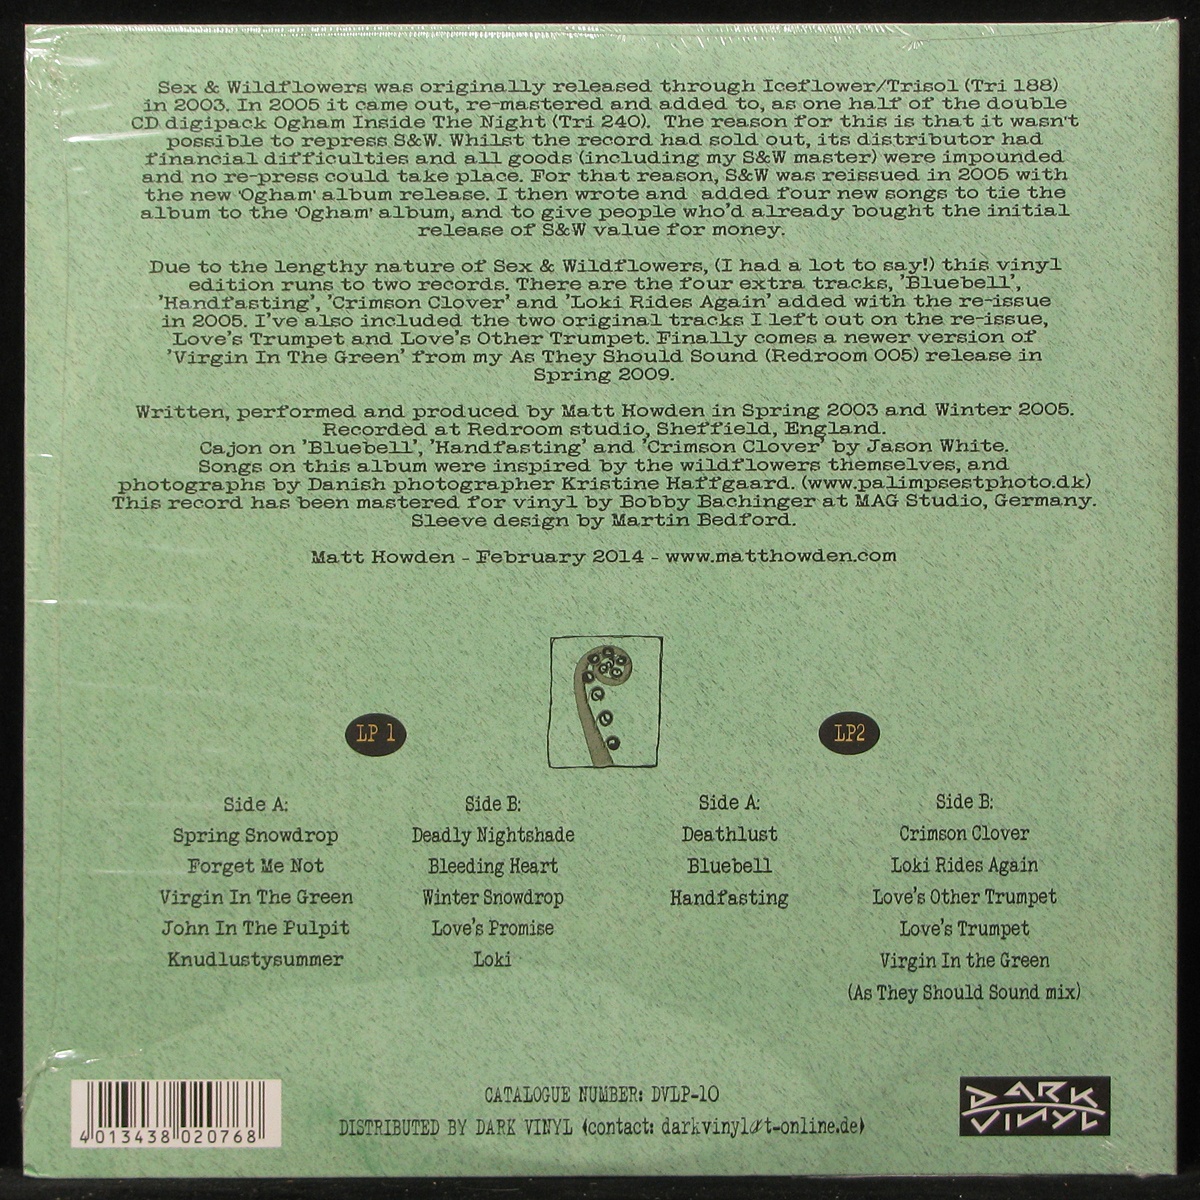 Sex & Wildflowers was originally released through Iceflower/Trisol (Tri 188)
in 2003. In 2005 it came out, re-mastered and added to, as one half of the double
CD digipack Ogham Inside The Night (Tri 240). The reason for this is that it wasn't
possible to repress S&W. Whilst the record had sold out, its distributor had
financial difficulties and all goods (including my S&W master) were impounded
and no re-press could take place. For that reason, S&W was reissued in 2005 with
the new 'Ogham' album release. I then wrote and added four new songs to tie the
album to the 'Ogham' album, and to give people who'd already bought the initial
release of S&W value for money.
Due to the lengthy nature of Sex & Wildflowers, (I had a lot to say!) this vinyl
edition runs to two records. There are the four extra tracks, 'Bluebell',
'Handfasting', 'Crimson Clover' and 'Loki Rides Again' added with the re-issue
in 2005. I've also included the two original tracks I left out on the re-issue,
Love's Trumpet and Love's Other Trumpet. Finally comes a newer version of
'Virgin In The Green' from my As They Should Sound (Redroom 005) release in
Spring 2009.
Written, performed and produced by Matt Howden in Spring 2003 and Winter 2005.
Recorded at Redroom studio, Sheffield, England.
Cajon on 'Bluebell', 'Handfasting' and 'Crimson Clover' by Jason White.
Songs on this album were inspired by the wildflowers themselves, and
photographs by Danish photographer Kristine Haffgaard. (www.palimpsestphoto.dk)
This record has been mastered for vinyl by Bobby Bachinger at MAG Studio, Germany.
Sleeve design by Martin Bedford.
Matt Howden - February 2014 - www.matthowden.com
LP 1
Side A:
Spring Snowdrop
Forget Me Not
Virgin In The Green
John In The Pulpit
Knudlustysummer
Side B:
Deadly Nightshade
Bleeding Heart
Winter Snowdrop
Love's Promise
Loki
LP2
Side A:
Deathlust
Bluebell
Handfasting
Side B:
Crimson Clover
Loki Rides Again
Love's Other Trumpet
Love's Trumpet
Virgin In the Green
(As They Should Sound mix)
4 013438 020768
CATALOGUE NUMBER: DVLP-10
DISTRIBUTED BY DARK VINYL (contact: darkvinyl@t-online.de)
DARK
VINYL